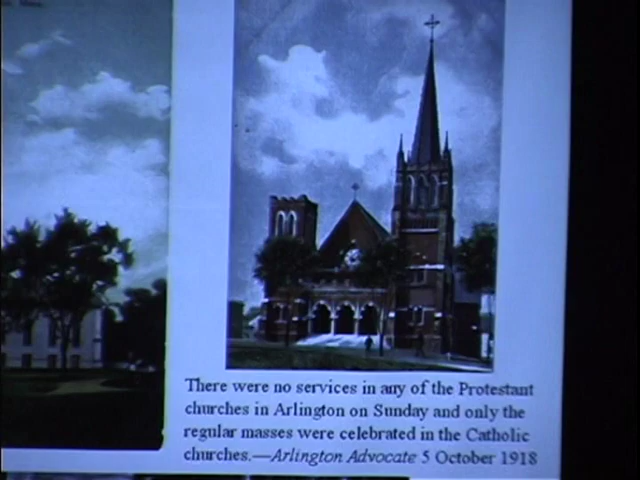 There were no services in any of the Protestant
churches in Arlington on Sunday and only the
regular masses were celebrated in the Catholic
churches.—Arlington Advocate 5 October 1918